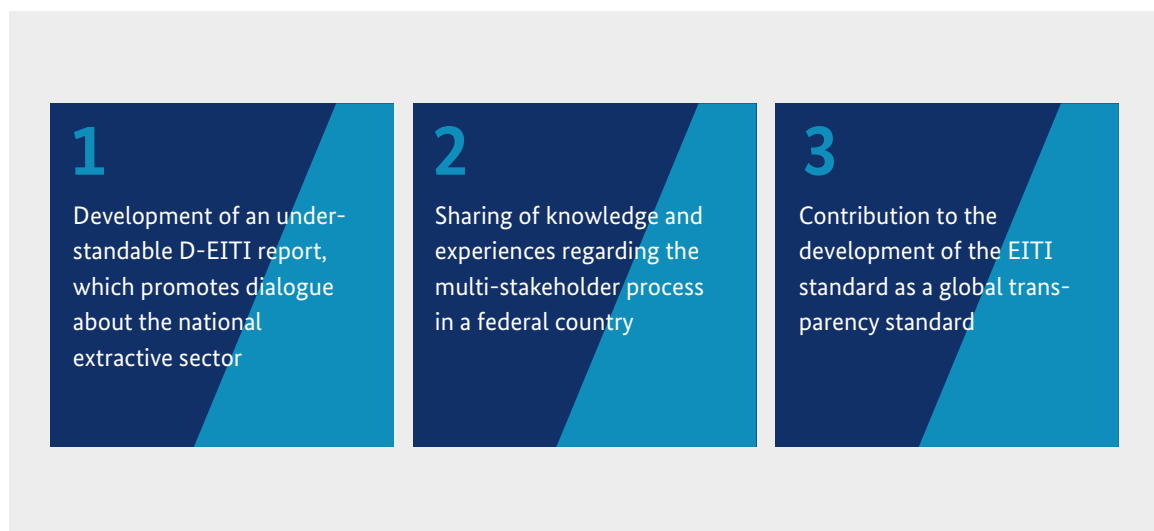 1
Development of an under-
standable D-EITI report,
which promotes dialogue
about the national
extractive sector
2
Sharing of knowledge and
experiences regarding the
multi-stakeholder process
in a federal country
3
Contribution to the
development of the EITI
standard as a global trans-
parency standard